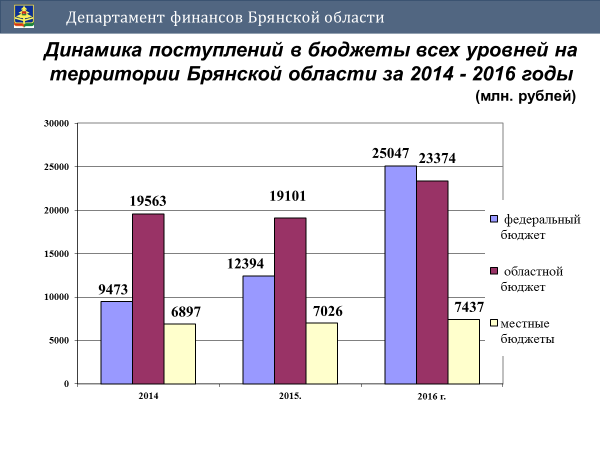 Департамент финансов Брянской области
Динамика поступлений в бюджеты всех уровней на
территории Брянской области за 2014 - 2016 годы
(млн. рублей)
30000
25000
20000
15000
10000
5000
0
9473
19563
6897
12394
19101
7026
25047
23374
7437
2014
2015.
2016 г.
федеральный
бюджет
областной
бюджет
местные
бюджеты